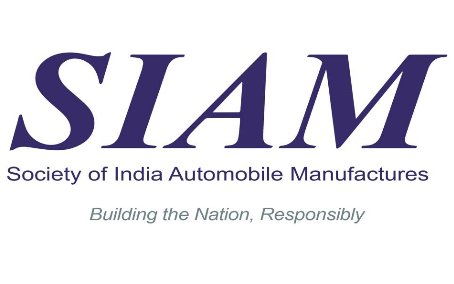 SIAM
Society of India Automobile Manufactures
Building the Nation, Responsibly